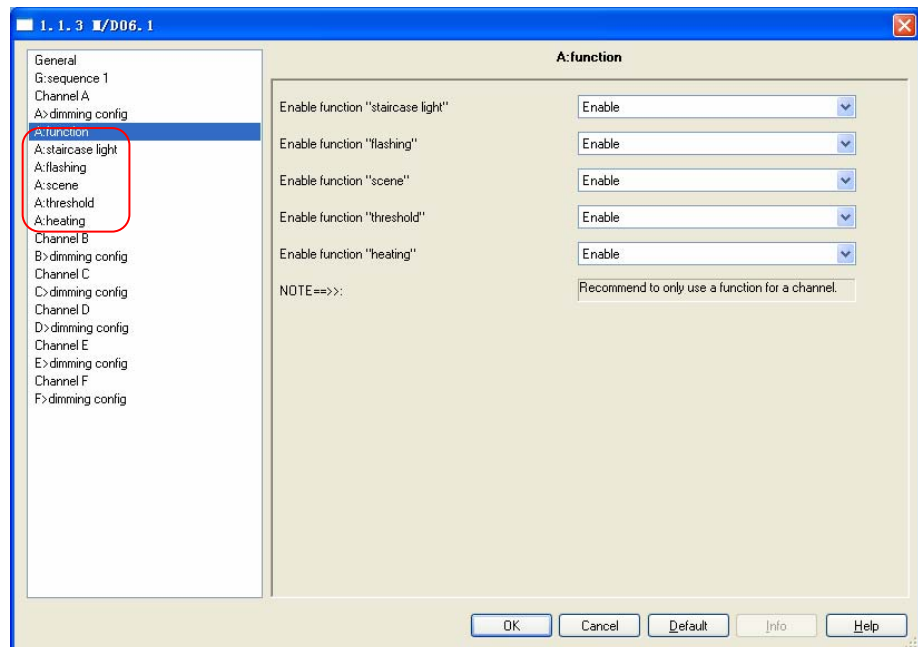 1.1.3 M/D06.1
General
G:sequence 1
Channel A
A>dimming config
A:function
A:staircase light
A:flashing
A:scene
A:threshold
A:heating
Channel B
B>dimming config
Channel C
C>dimming config
Channel D
D>dimming config
Channel E
E>dimming config
Channel F
F>dimming config
A:function
Enable function "staircase light" Enable
Enable function "flashing" Enable
Enable function "scene" Enable
Enable function "threshold" Enable
Enable function "heating" Enable
NOTE==>>: Recommend to only use a function for a channel.
OK Cancel Default Info Help